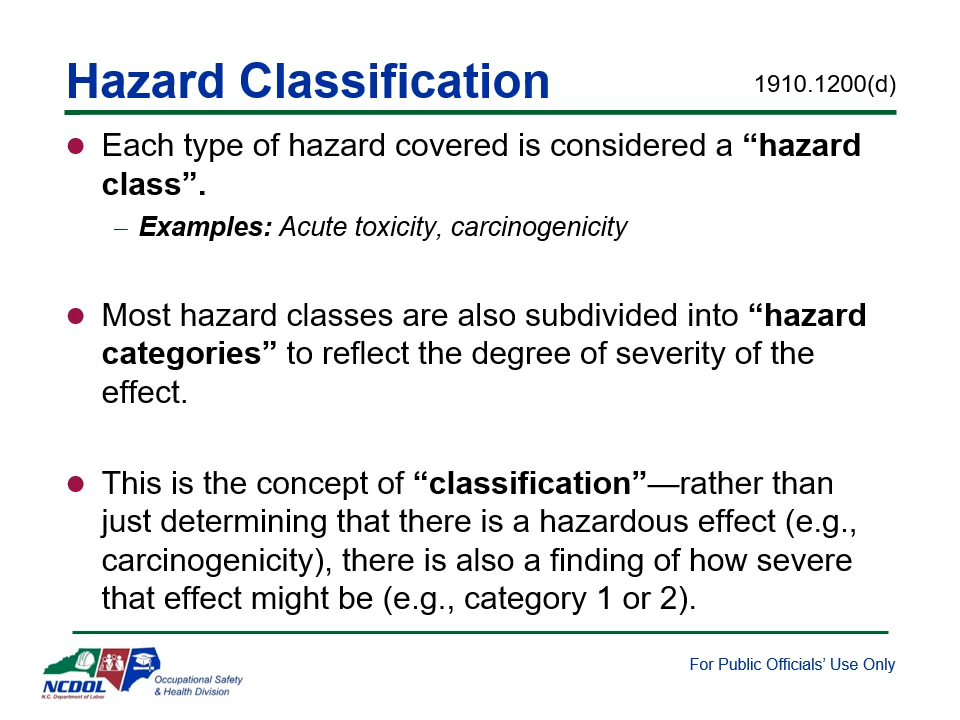 Hazard Classification
1910.1200(d)
● Each type of hazard covered is considered a “hazard
class”.
– Examples: Acute toxicity, carcinogenicity
● Most hazard classes are also subdivided into “hazard
categories” to reflect the degree of severity of the
effect.
● This is the concept of “classification”—rather than
just determining that there is a hazardous effect (e.g.,
carcinogenicity), there is also a finding of how severe
that effect might be (e.g., category 1 or 2).
NCDOL
N.C. Department of Labor
Occupational Safety
& Health Division
For Public Officials’ Use Only